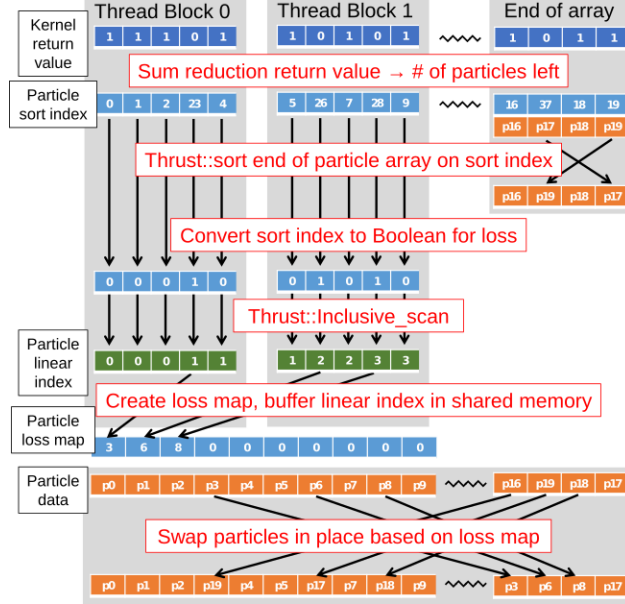 Thread Block 0 Thread Block 1 End of array
Kernel return value
1 1 1 0 1 1 0 1 0 1 1 0 1 1
Sum reduction return value → # of particles left
Particle sort index
0 1 2 23 4 5 26 7 28 9 16 37 18 19
p16 p17 p18 p19
Thrust::sort end of particle array on sort index
p16 p19 p18 p17
Convert sort index to Boolean for loss
0 0 0 1 0 0 1 0 1 0
Thrust::Inclusive_scan
Particle linear index
0 0 0 1 1 1 2 2 3 3
Create loss map, buffer linear index in shared memory
Particle loss map
3 6 8 0 0 0 0 0 0 0
Particle data
p0 p1 p2 p3 p4 p5 p6 p7 p8 p9 p16 p19 p18 p17
Swap particles in place based on loss map
p0 p1 p2 p19 p4 p5 p17 p7 p18 p9 p3 p6 p8 p17